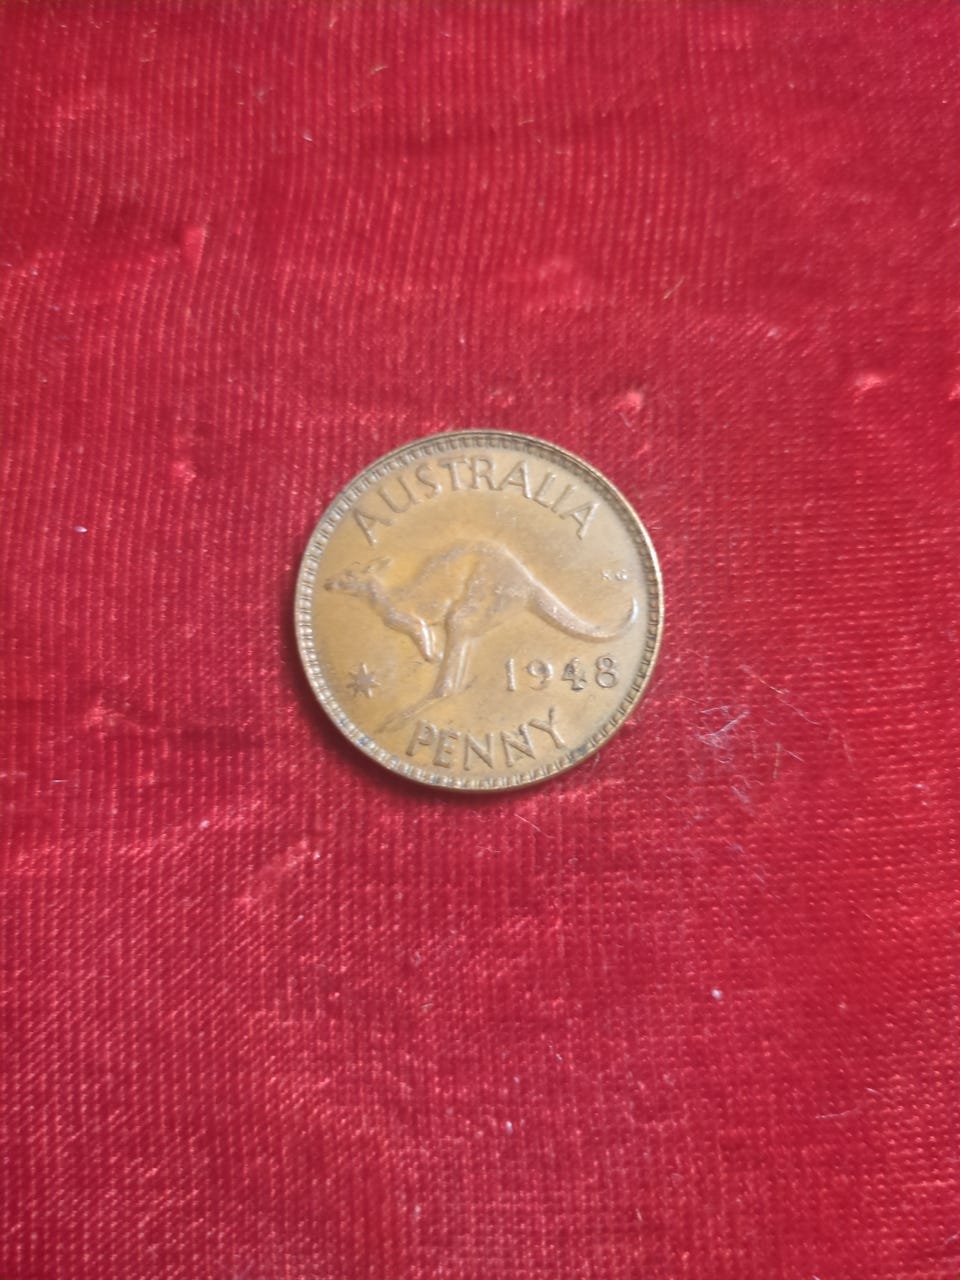 AUSTRALIA
KG
1948
PENNY